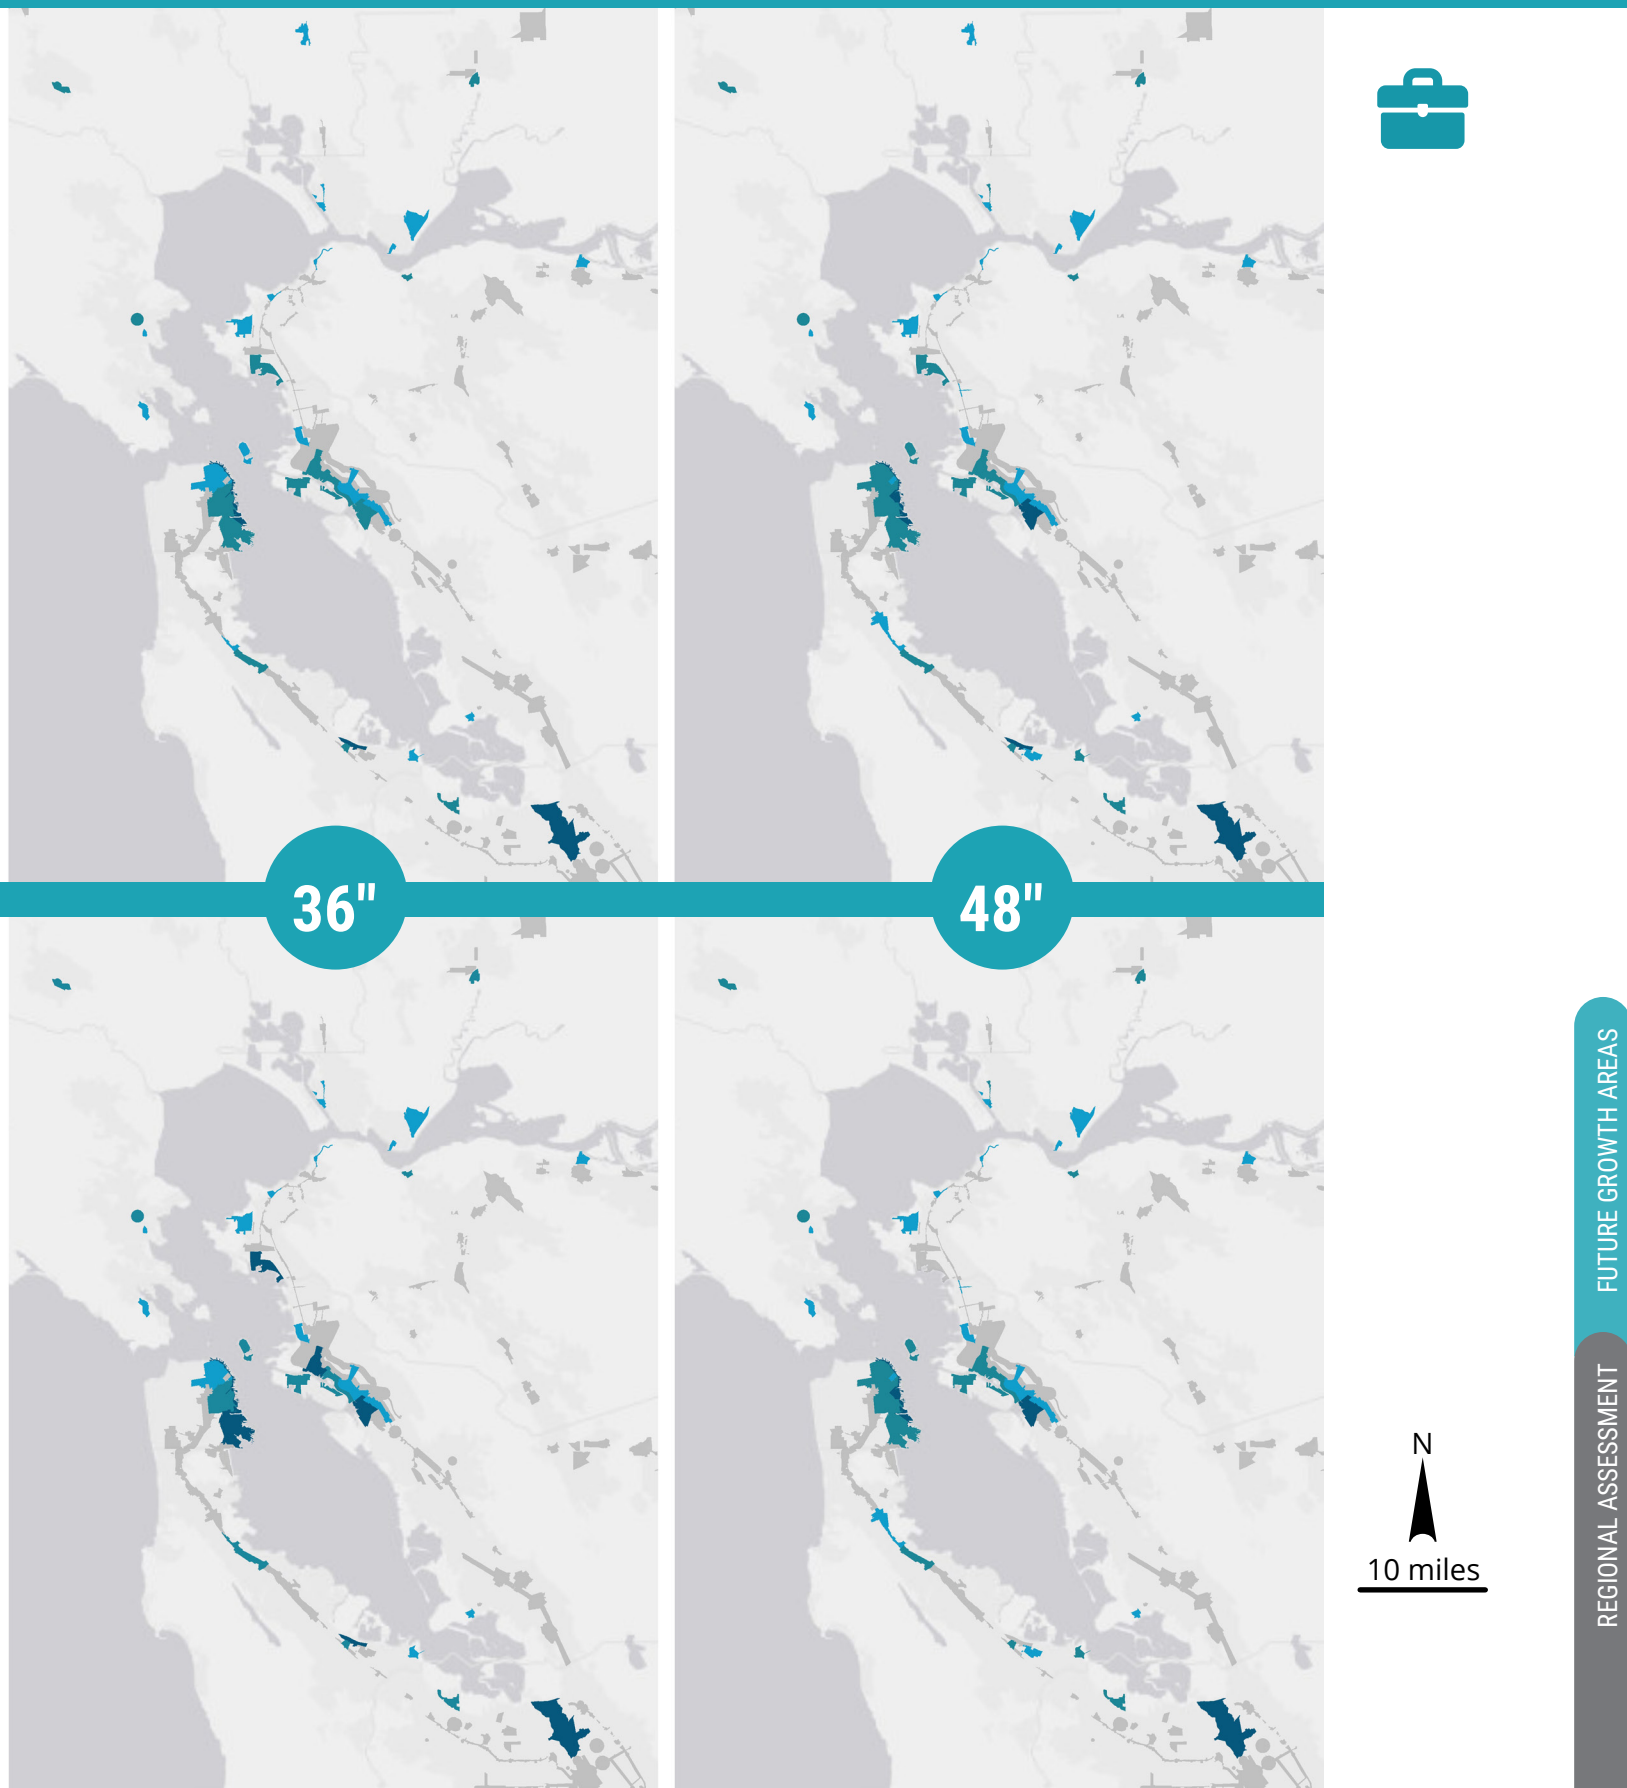 36"
48"
FUTURE GROWTH AREAS
REGIONAL ASSESSMENT
N
10 miles